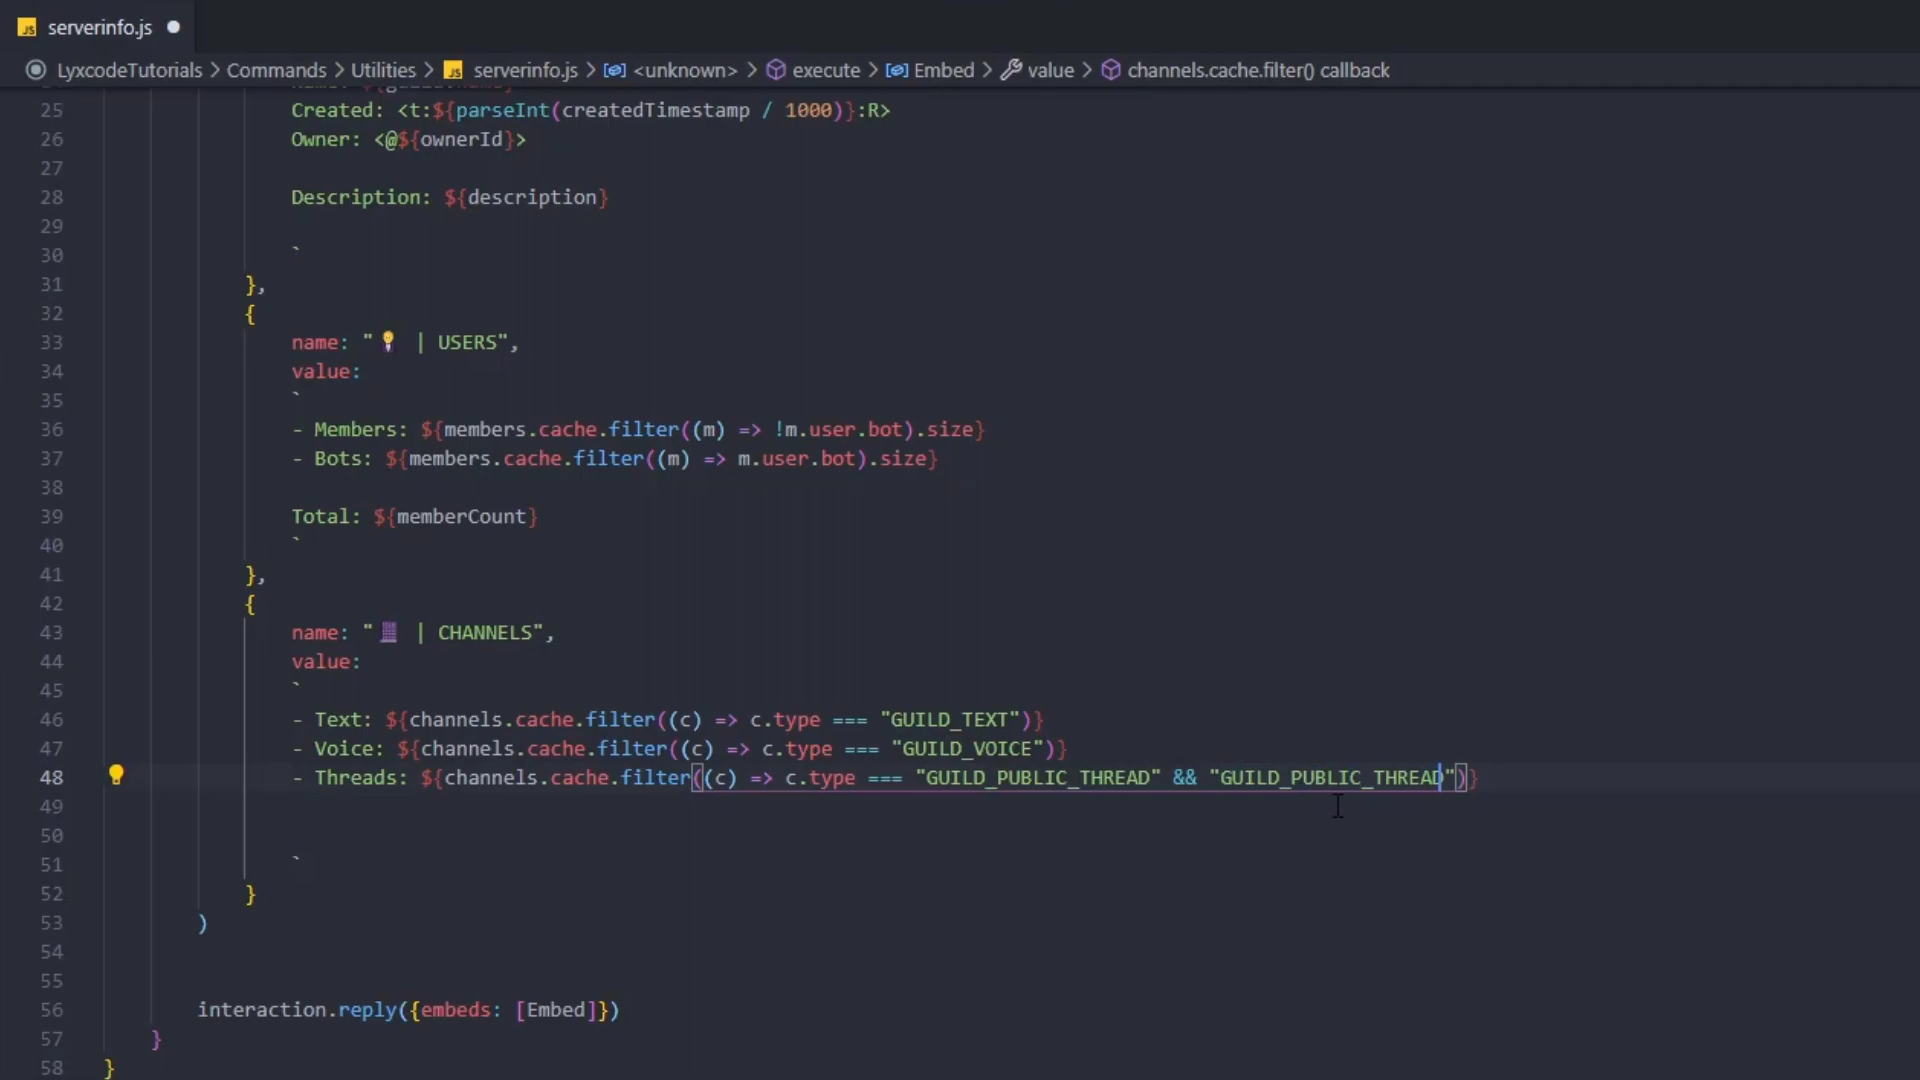 JS serverinfo.js
LyxcodeTutorials > Commands > Utilities > JS serverinfo.js > <unknown> > execute > Embed > value > channels.cache.filter() callback
25 Created: <t:${parseInt(createdTimestamp / 1000)}:R>
26 Owner: <@${ownerId}>
27
28 Description: ${description}
29
30 `
31 },
32 {
33 name: "💡 | USERS",
34 value:
35 `
36 - Members: ${members.cache.filter((m) => !m.user.bot).size}
37 - Bots: ${members.cache.filter((m) => m.user.bot).size}
38
39 Total: ${memberCount}
40 `
41 },
42 {
43 name: " | CHANNELS",
44 value:
45 `
46 - Text: ${channels.cache.filter((c) => c.type === "GUILD_TEXT")}
47 - Voice: ${channels.cache.filter((c) => c.type === "GUILD_VOICE")}
48 - Threads: ${channels.cache.filter((c) => c.type === "GUILD_PUBLIC_THREAD" && "GUILD_PUBLIC_THREAD")}
49
50
51 `
52 }
53 )
54
55
56 interaction.reply({embeds: [Embed]})
57 }
58 }